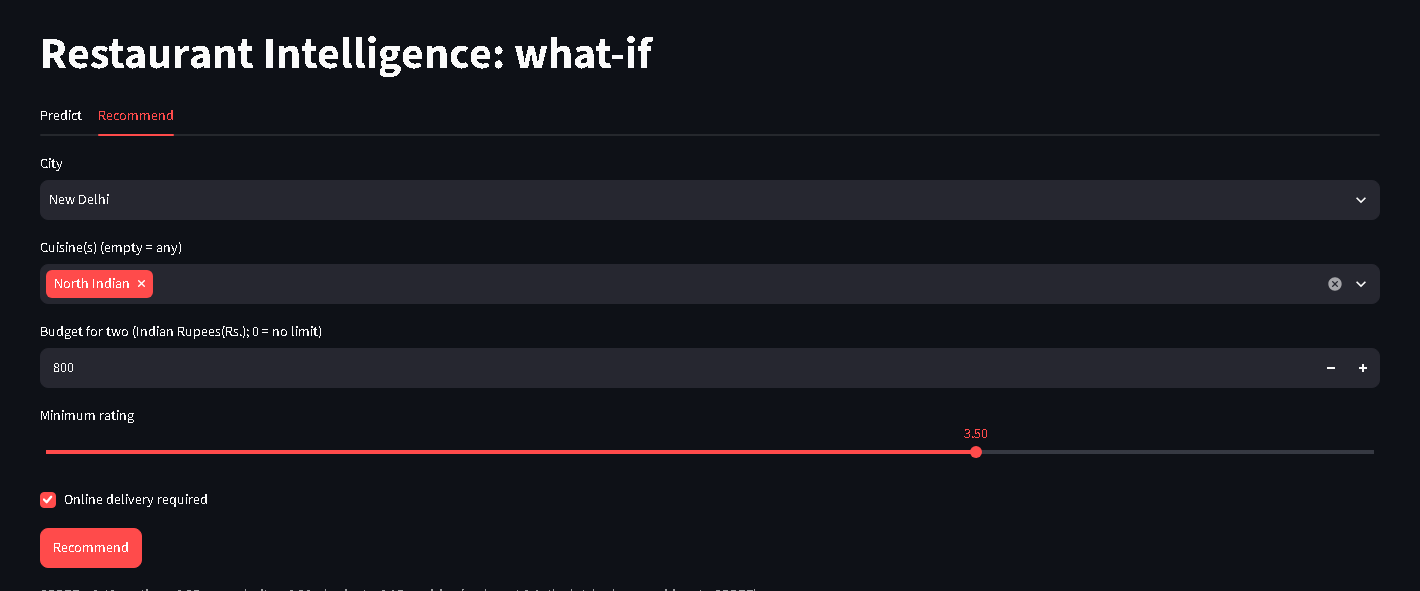 Restaurant Intelligence: what-if
Predict Recommend
City
New Delhi
Cuisine(s) (empty = any)
North Indian ×
Budget for two (Indian Rupees(Rs.); 0 = no limit)
800
Minimum rating
3.50
Online delivery required
Recommend